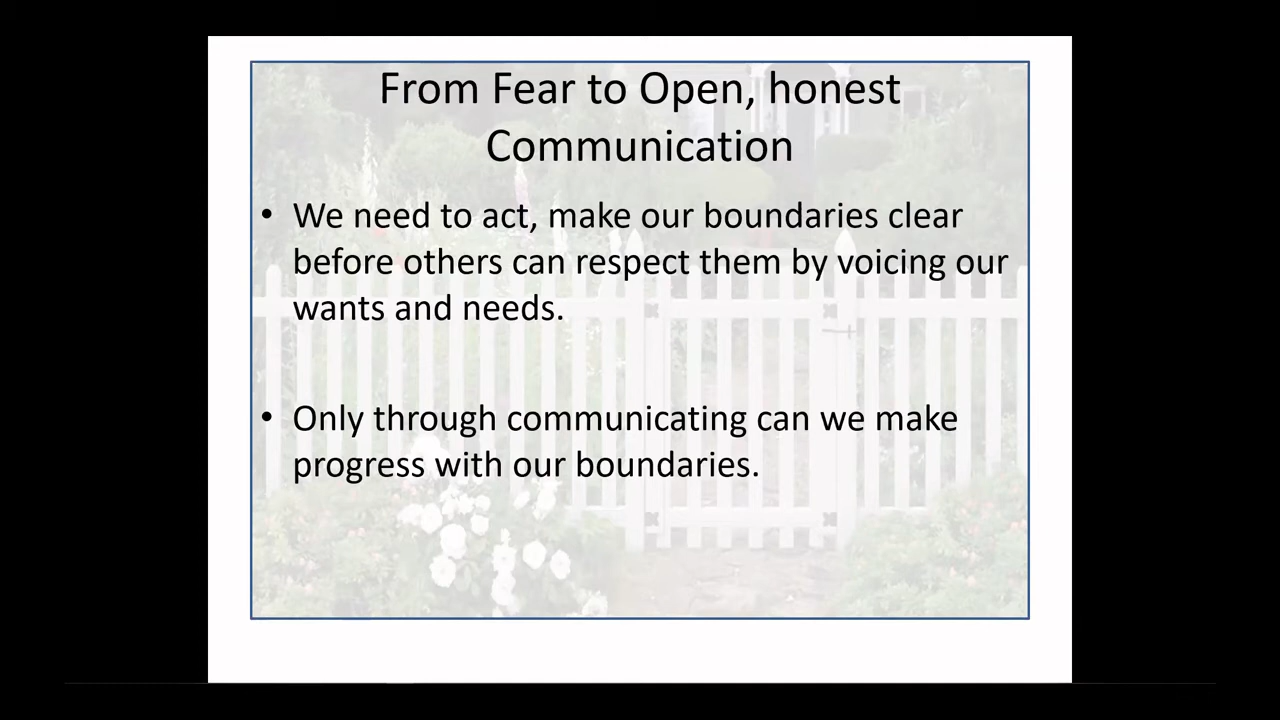 From Fear to Open, honest
Communication
• We need to act, make our boundaries clear
before others can respect them by voicing our
wants and needs.
• Only through communicating can we make
progress with our boundaries.